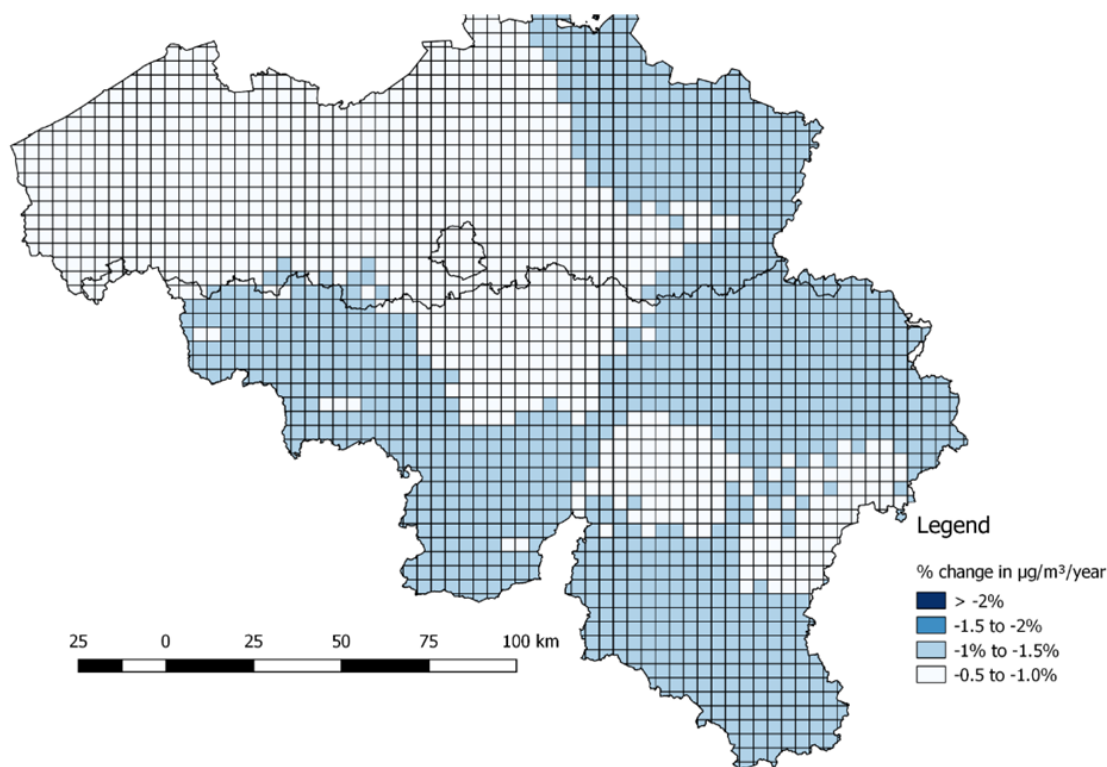 Legend
% change in µg/m³/year
> -2%
-1.5 to -2%
-1% to -1.5%
-0.5 to -1.0%
25 0 25 50 75 100 km